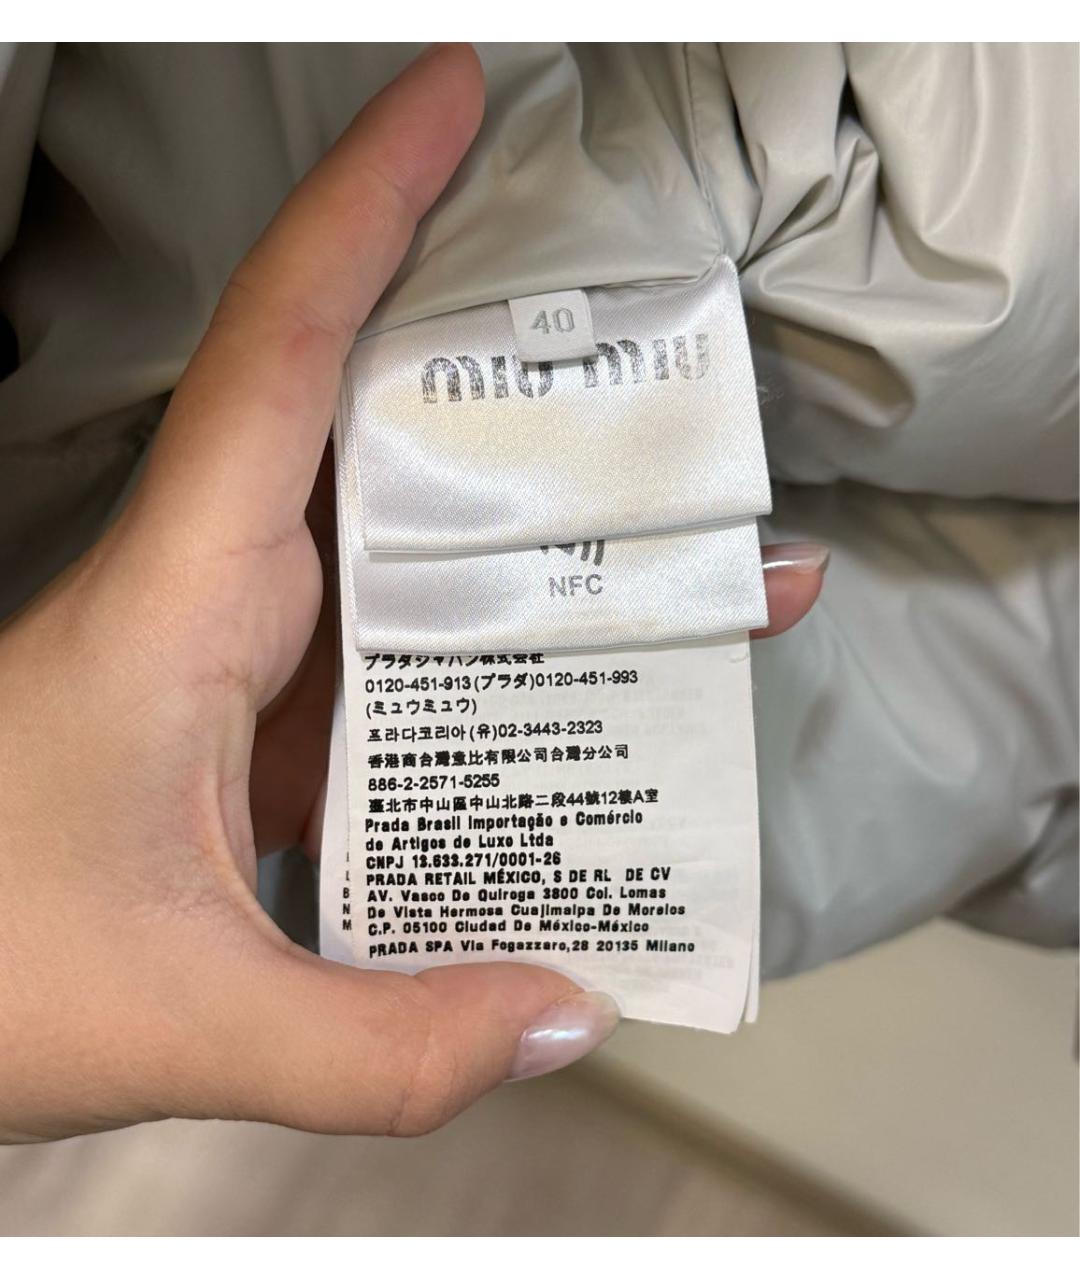 40
miu miu
NFC
プラダジャパン株式会社
0120-451-913(プラダ)0120-451-993
(ミュウミュウ)
프라다코리아(유)02-3443-2323
香港商台灣意比有限公司台灣分公司
886-2-2571-5255
臺北市中山區中山北路二段44號12樓A室
Prada Brasil Importação e Comércio
de Artigos de Luxo Ltda
CNPJ 13.633.271/0001-26
PRADA RETAIL MÉXICO, S DE RL DE CV
AV. Vasco De Quiroga 3800 Col. Lomas
De Vista Hermosa Cuajimalpa De Morelos
C.P. 05100 Ciudad De México-México
PRADA SPA Via Fogazzaro,28 20135 Milano